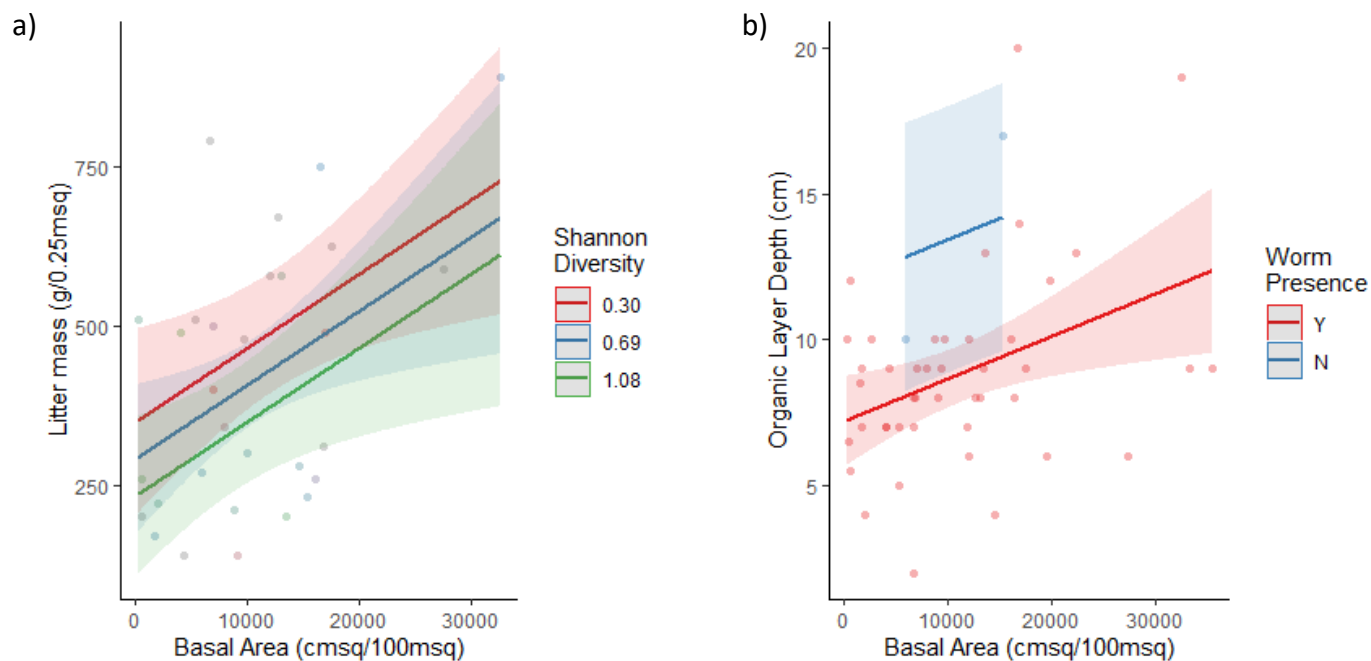 a)
Litter mass (g/0.25msq)
750
500
250
0 10000 20000 30000
Basal Area (cmsq/100msq)
Shannon
Diversity
0.30
0.69
1.08
b)
Organic Layer Depth (cm)
20
15
10
5
0 10000 20000 30000
Basal Area (cmsq/100msq)
Worm
Presence
Y
N